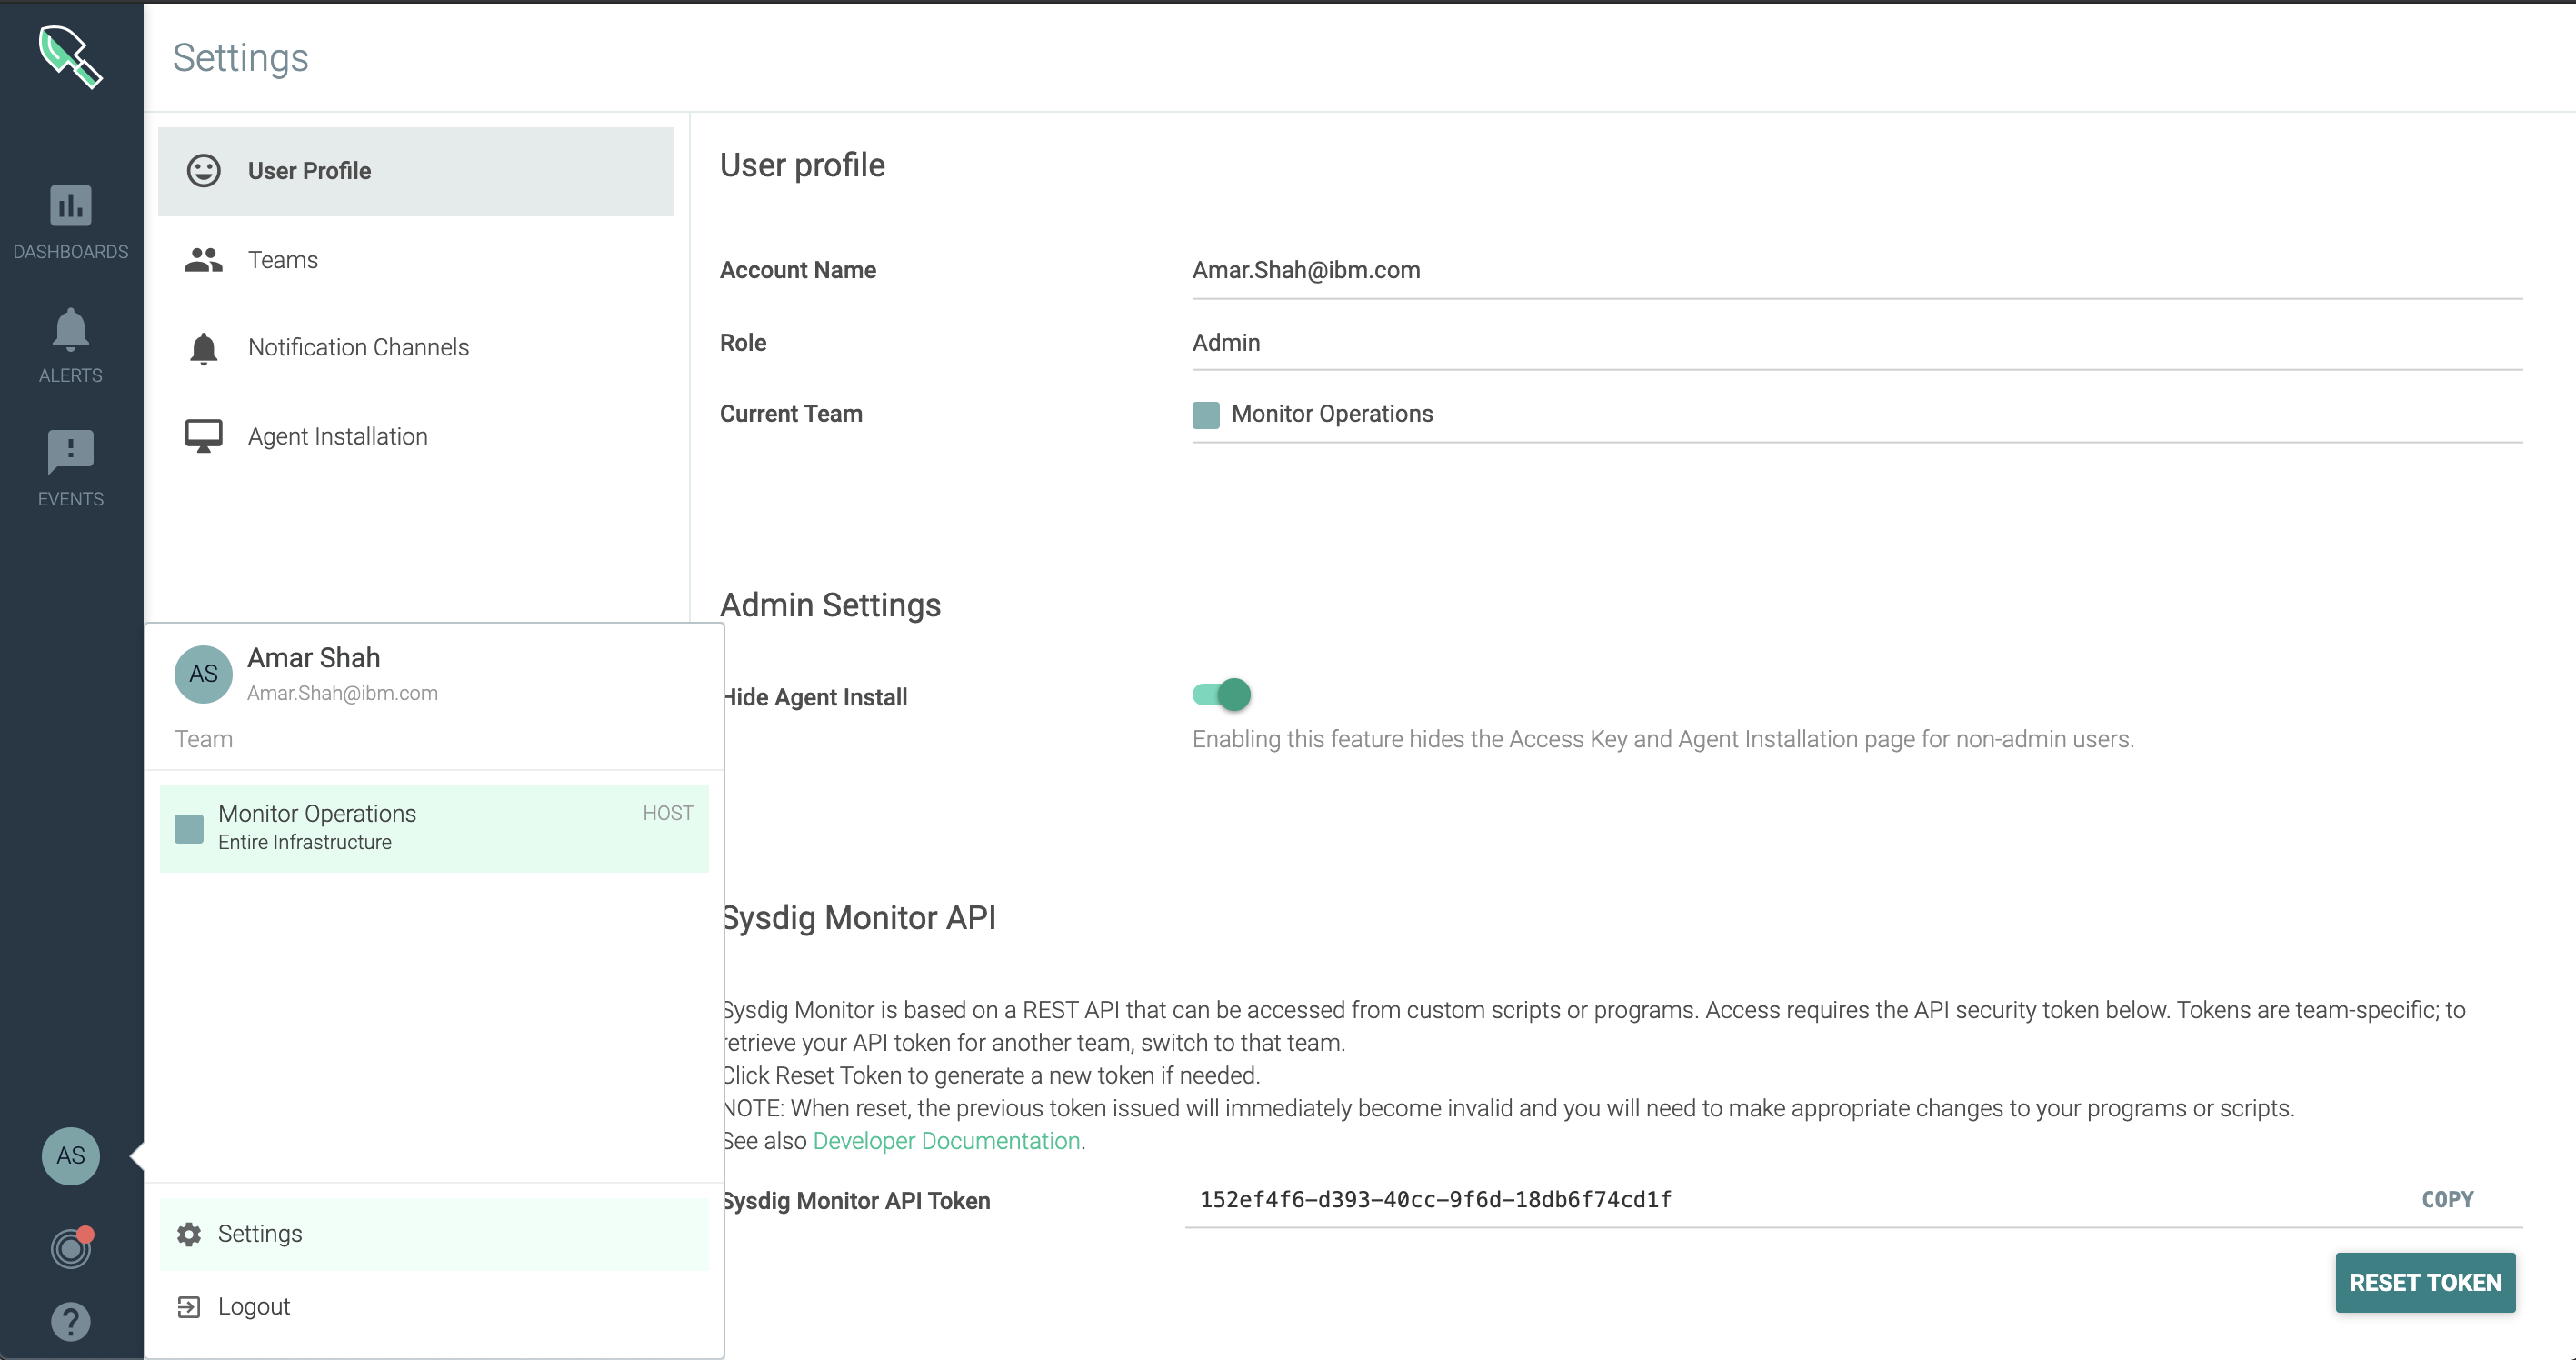 Settings
DASHBOARDS
ALERTS
EVENTS
User Profile
Teams
Notification Channels
Agent Installation
User profile
Account Name Amar.Shah@ibm.com
Role Admin
Current Team Monitor Operations
Admin Settings
Hide Agent Install
Enabling this feature hides the Access Key and Agent Installation page for non-admin users.
Sysdig Monitor API
Sysdig Monitor is based on a REST API that can be accessed from custom scripts or programs. Access requires the API security token below. Tokens are team-specific; to
retrieve your API token for another team, switch to that team.
Click Reset Token to generate a new token if needed.
NOTE: When reset, the previous token issued will immediately become invalid and you will need to make appropriate changes to your programs or scripts.
See also Developer Documentation.
Sysdig Monitor API Token 152ef4f6-d393-40cc-9f6d-18db6f74cd1f COPY
RESET TOKEN
AS Amar Shah
Amar.Shah@ibm.com
Team
Monitor Operations HOST
Entire Infrastructure
AS
Settings
Logout
?